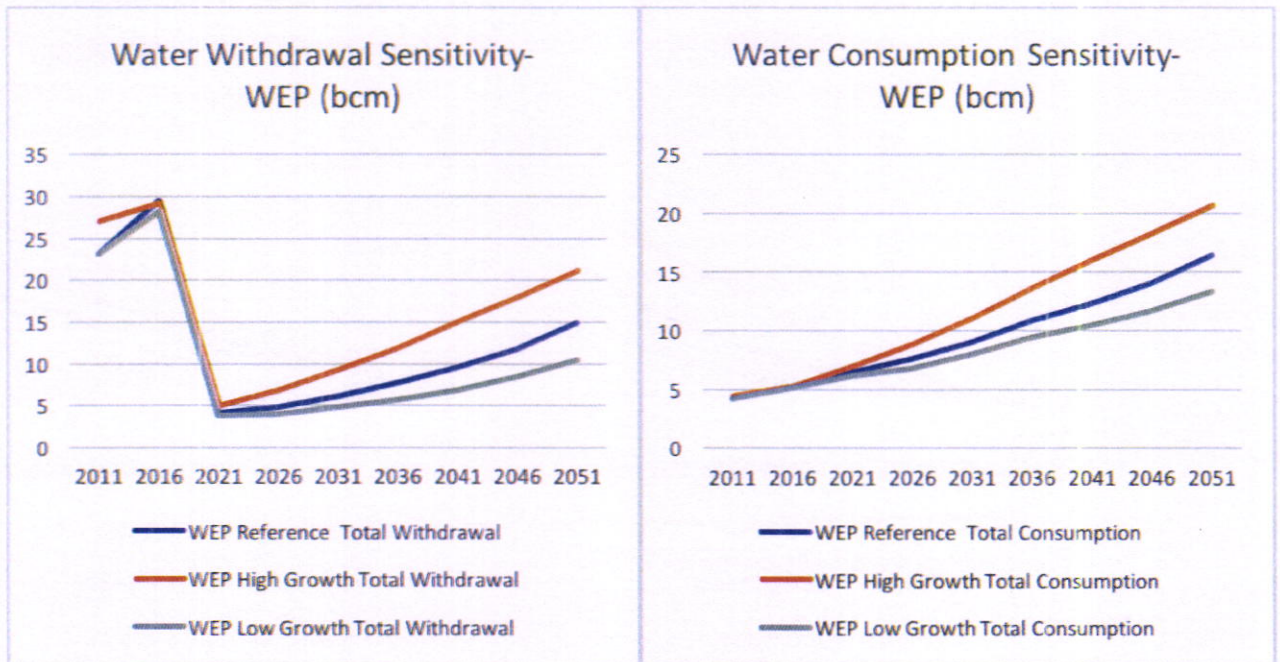 Water Withdrawal Sensitivity-
WEP (bcm)
35
30
25
20
15
10
5
0
2011 2016 2021 2026 2031 2036 2041 2046 2051
WEP Reference Total Withdrawal
WEP High Growth Total Withdrawal
WEP Low Growth Total Withdrawal
Water Consumption Sensitivity-
WEP (bcm)
25
20
15
10
5
0
2011 2016 2021 2026 2031 2036 2041 2046 2051
WEP Reference Total Consumption
WEP High Growth Total Consumption
WEP Low Growth Total Consumption